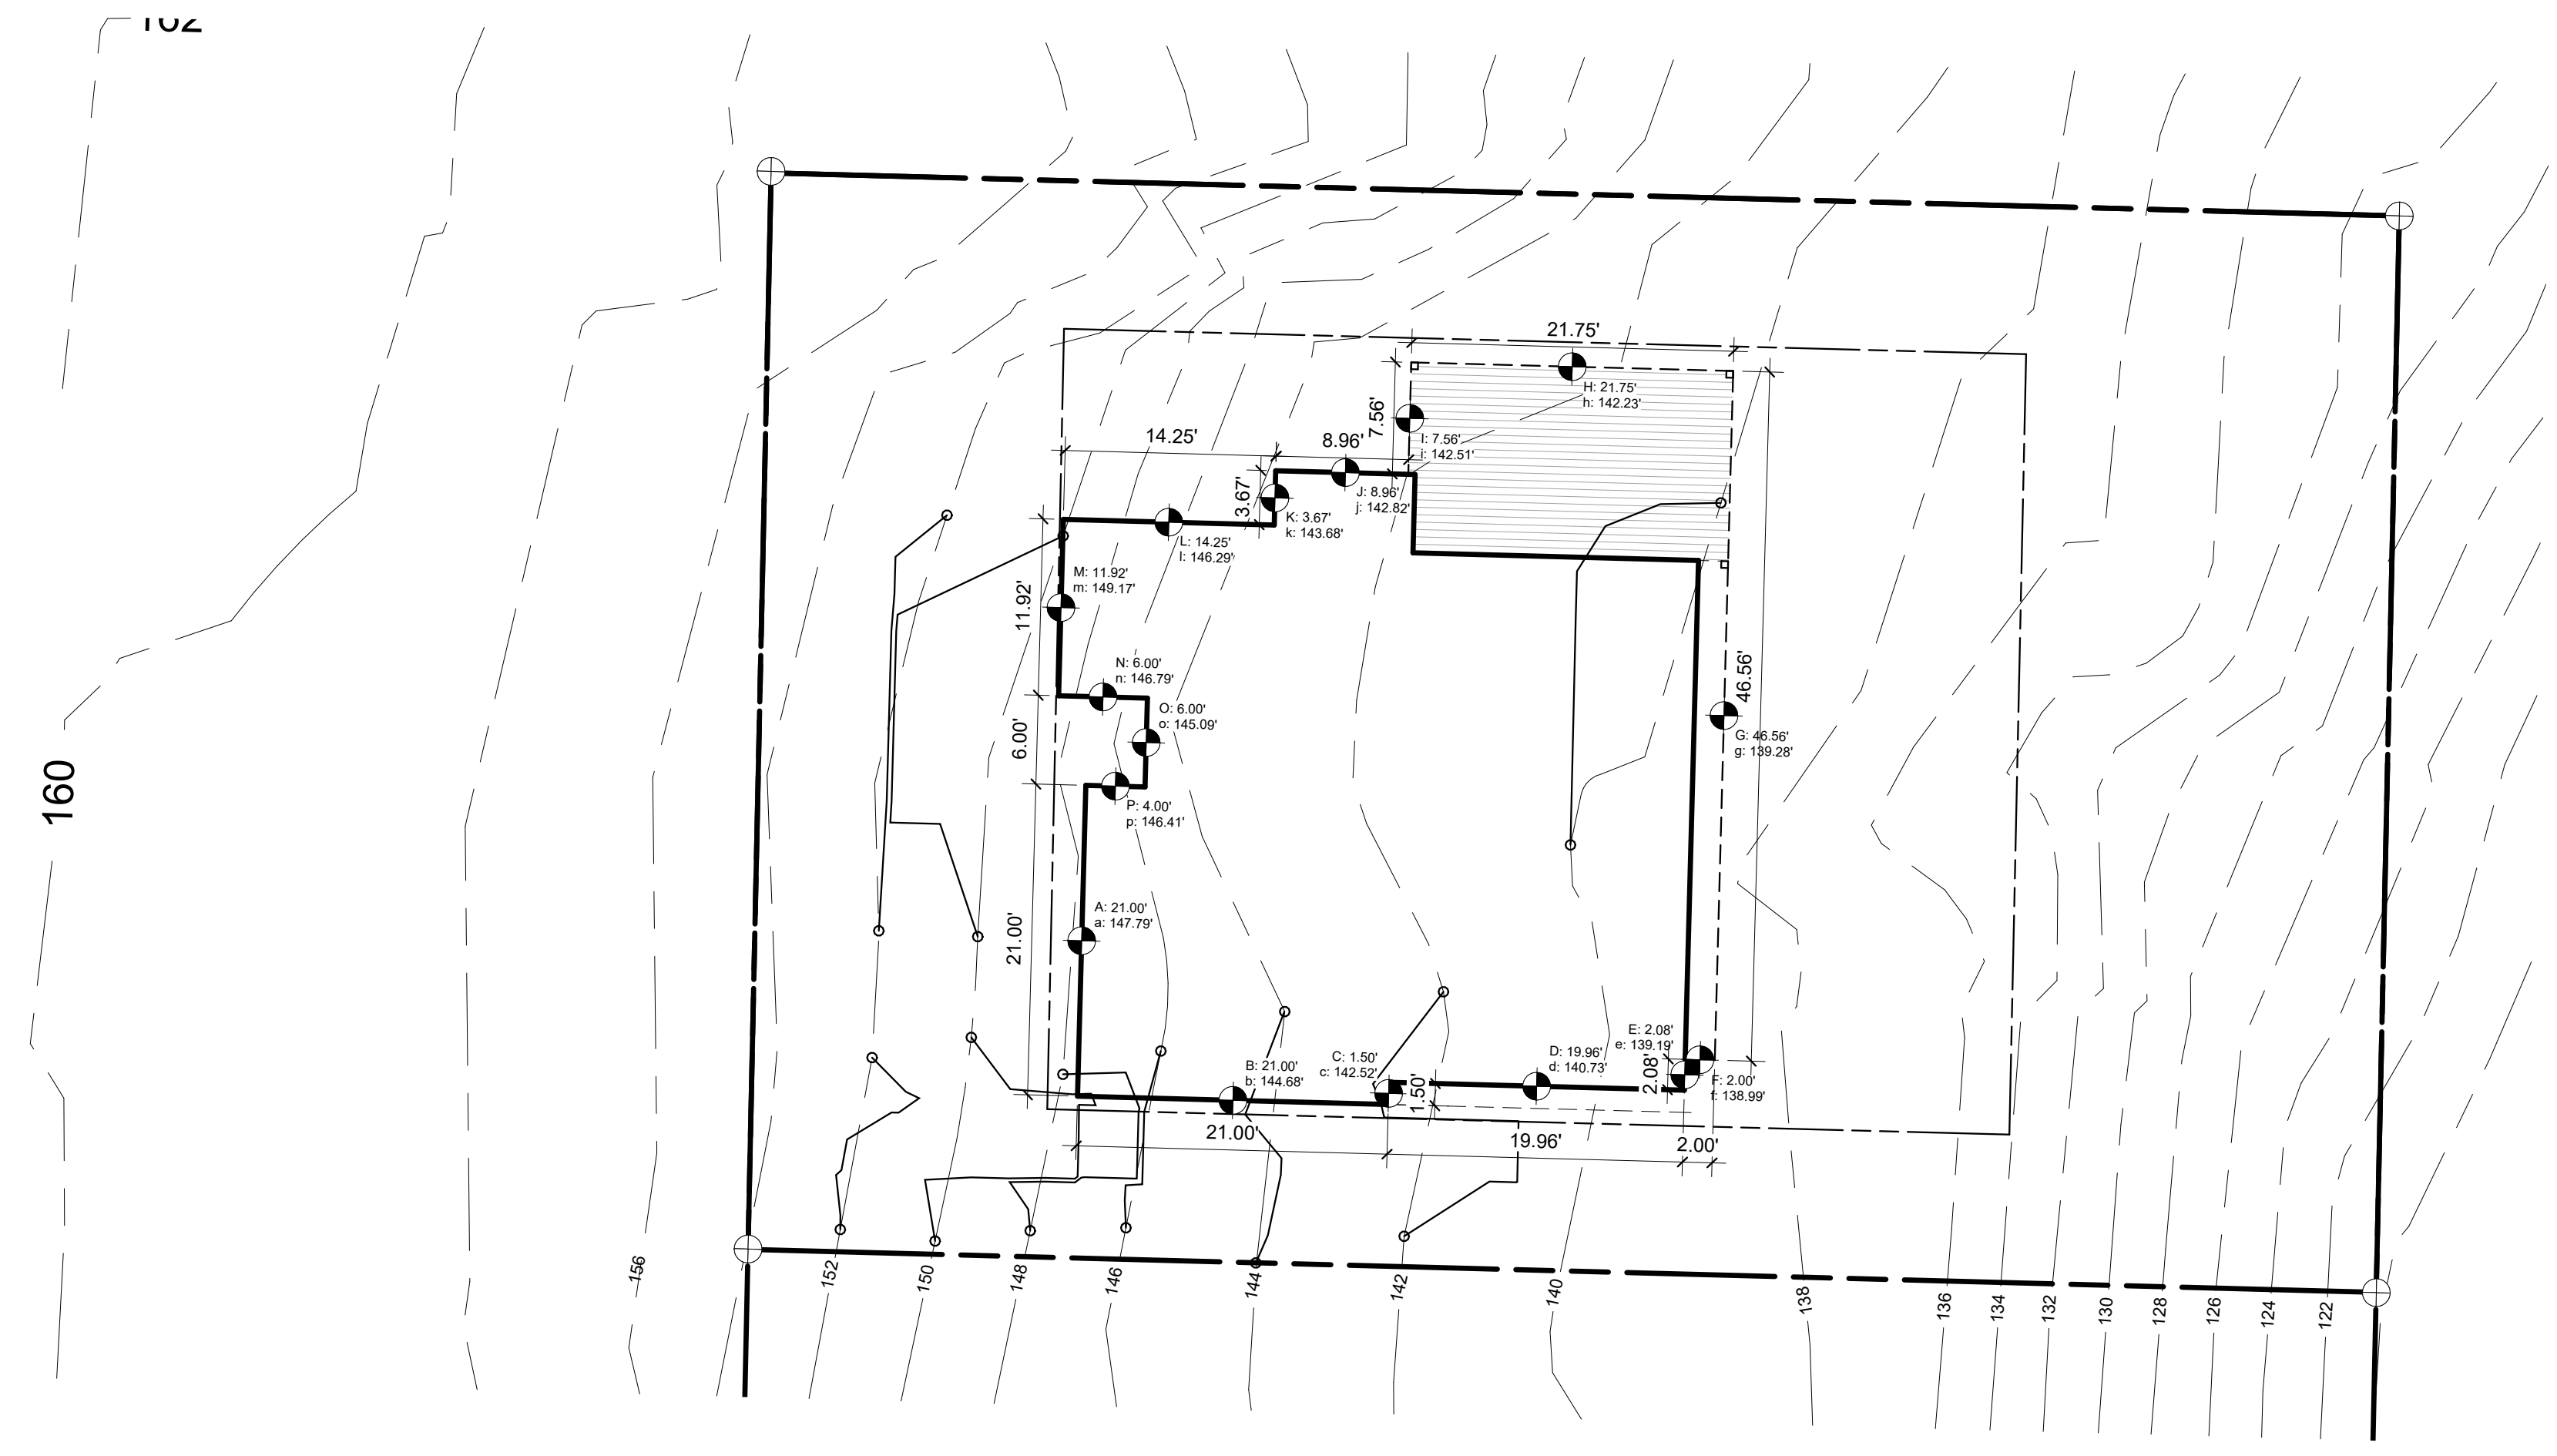 162
21.75'
H: 21.75'
h: 142.23'
7.56'
14.25'
8.96'
I: 7.56'
i: 142.51'
3.67'
J: 8.96'
j: 142.82'
K: 3.67'
k: 143.68'
L: 14.25'
l: 146.29'
M: 11.92'
m: 149.17'
11.92'
N: 6.00'
n: 146.79'
O: 6.00'
o: 145.09'
6.00'
46.56'
G: 46.56'
g: 139.28'
160
P: 4.00'
p: 146.41'
A: 21.00'
a: 147.79'
21.00'
E: 2.08'
e: 139.19'
D: 19.96'
d: 140.73'
C: 1.50'
c: 142.52'
B: 21.00'
b: 144.68'
2.08'
1.50'
F: 2.00'
f: 138.99'
21.00'
19.96'
2.00'
156
152
150
148
146
144
142
140
138
136
134
132
130
128
126
124
122